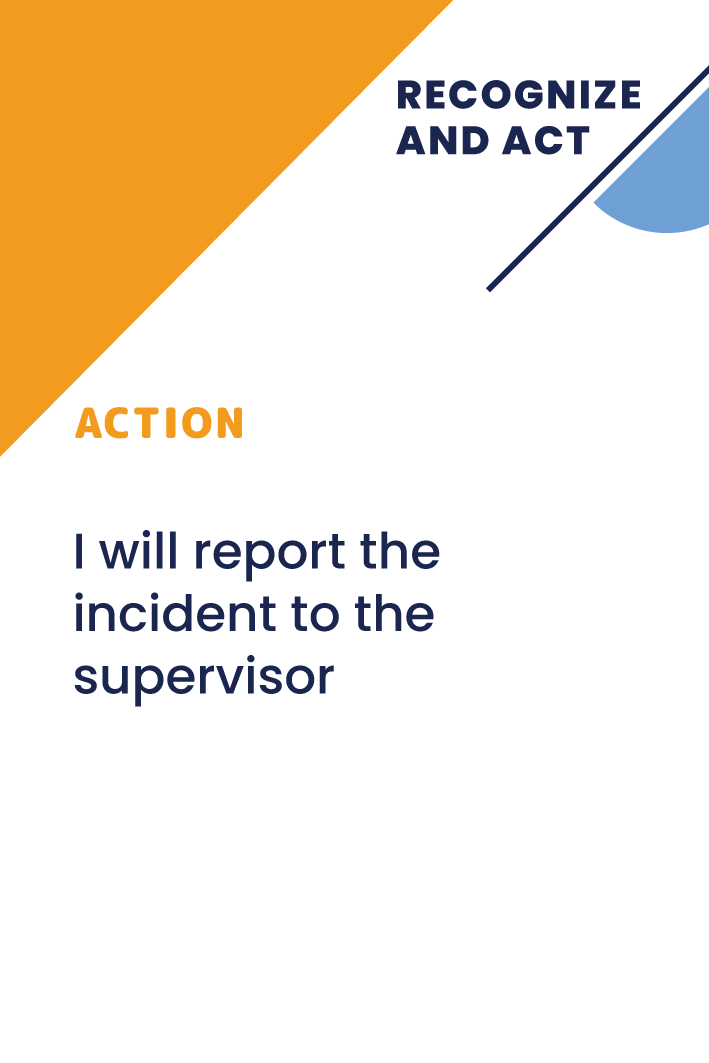 RECOGNIZE
AND ACT
ACTION
I will report the
incident to the
supervisor